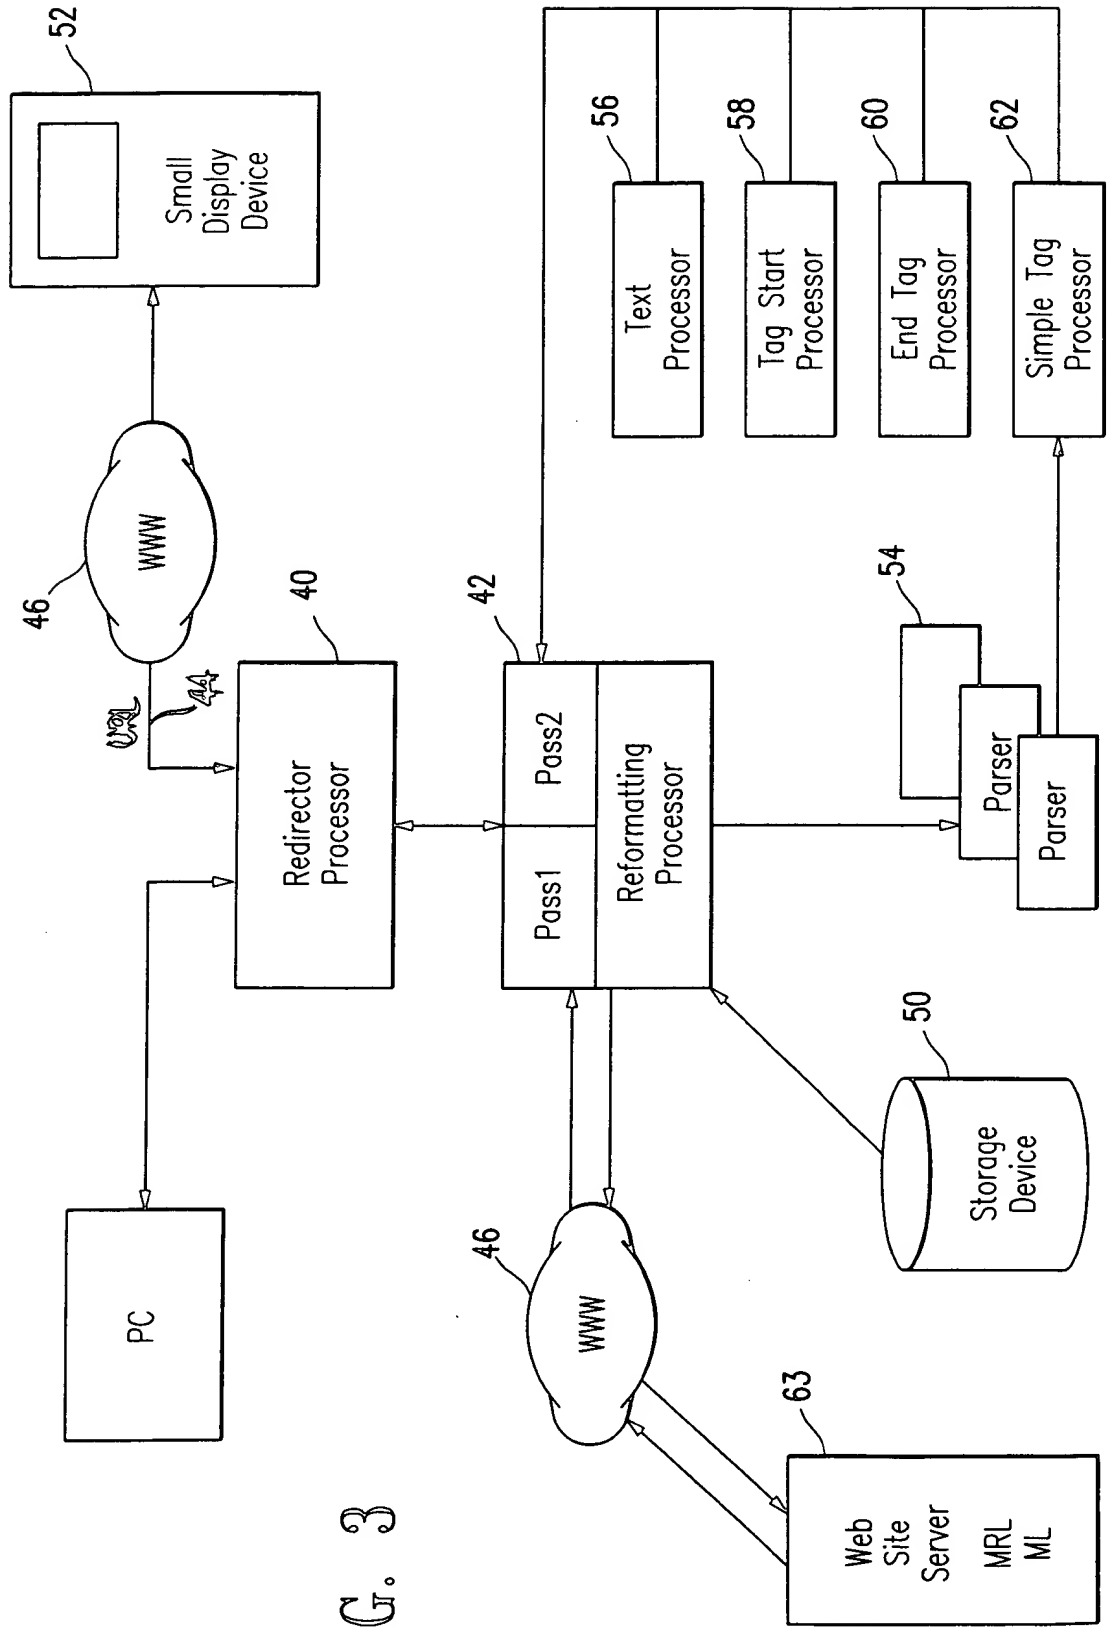 52
Small
Display
Device
46
WWW
URL
44
40
Redirector
Processor
PC
42
Pass1
Pass2
Reformatting
Processor
56
Text
Processor
58
Tag Start
Processor
60
End Tag
Processor
62
Simple Tag
Processor
54
Parser
Parser
50
Storage
Device
46
WWW
63
Web
Site
Server
MRL
ML
G. 3